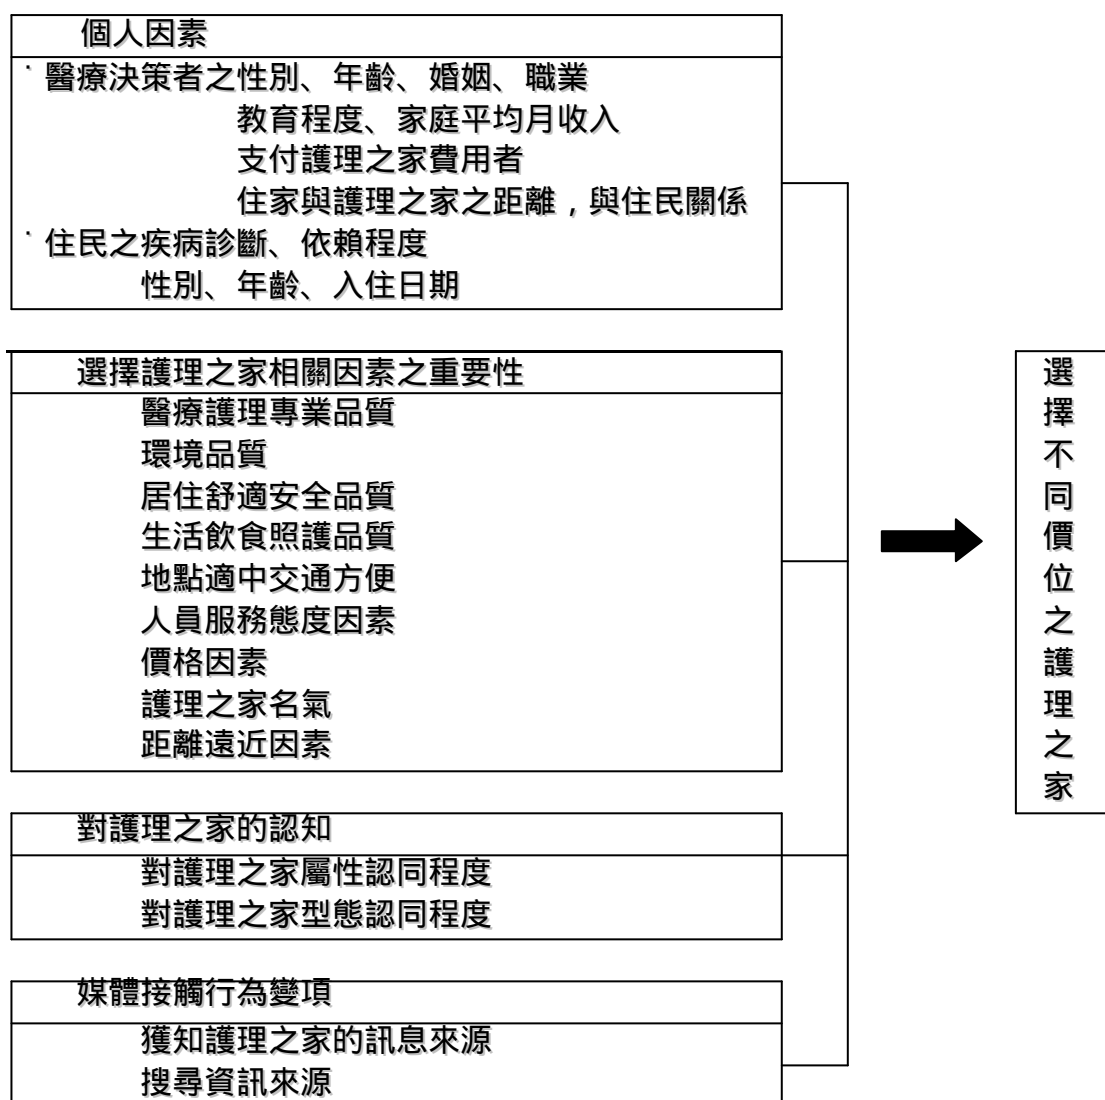 個人因素
˙醫療決策者之性別、年齡、婚姻、職業
教育程度、家庭平均月收入
支付護理之家費用者
住家與護理之家之距離，與住民關係
˙住民之疾病診斷、依賴程度
性別、年齡、入住日期
選擇護理之家相關因素之重要性
醫療護理專業品質
環境品質
居住舒適安全品質
生活飲食照護品質
地點適中交通方便
人員服務態度因素
價格因素
護理之家名氣
距離遠近因素
對護理之家的認知
對護理之家屬性認同程度
對護理之家型態認同程度
媒體接觸行為變項
獲知護理之家的訊息來源
搜尋資訊來源
選擇不同價位之護理之家